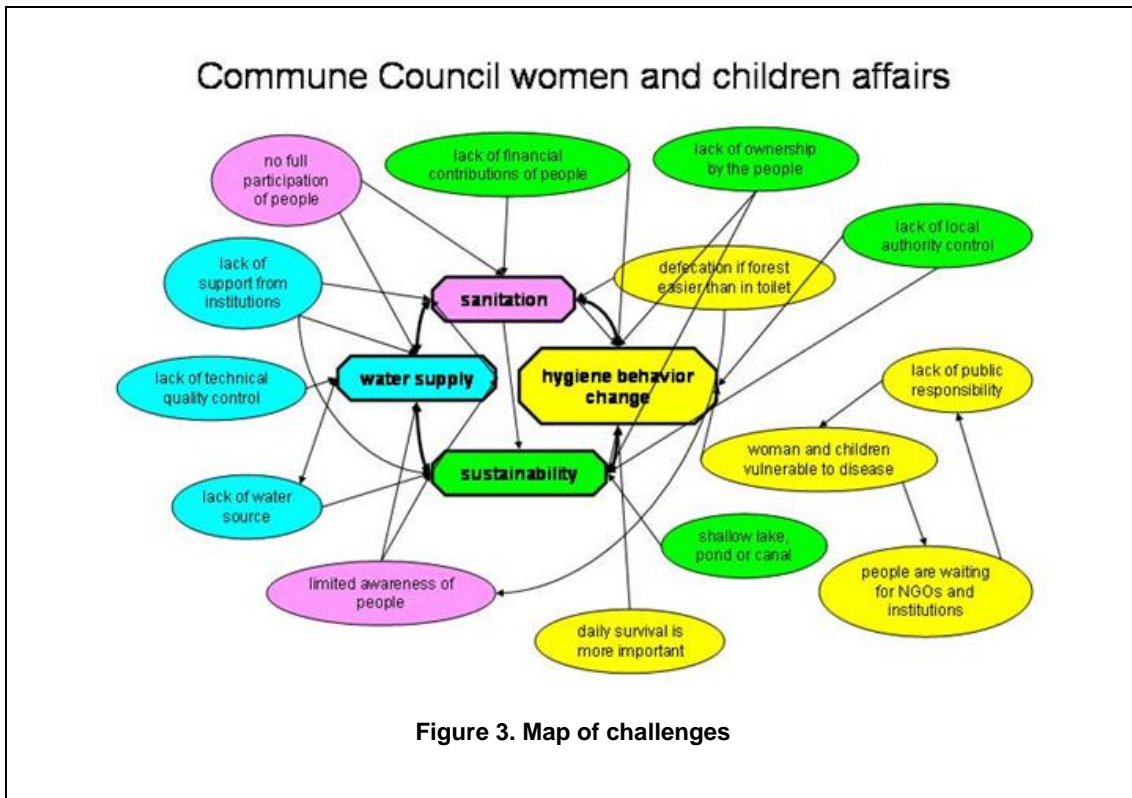 Commune Council women and children affairs
no full
participation
of people
lack of financial
contributions of people
lack of ownership
by the people
lack of local
authority control
lack of
support from
institutions
defecation if forest
easier than in toilet
sanitation
lack of technical
quality control
water supply
hygiene behavior
change
lack of public
responsibility
woman and children
vulnerable to disease
sustainability
lack of water
source
shallow lake,
pond or canal
limited awareness of
people
people are waiting
for NGOs and
institutions
daily survival is
more important
Figure 3. Map of challenges